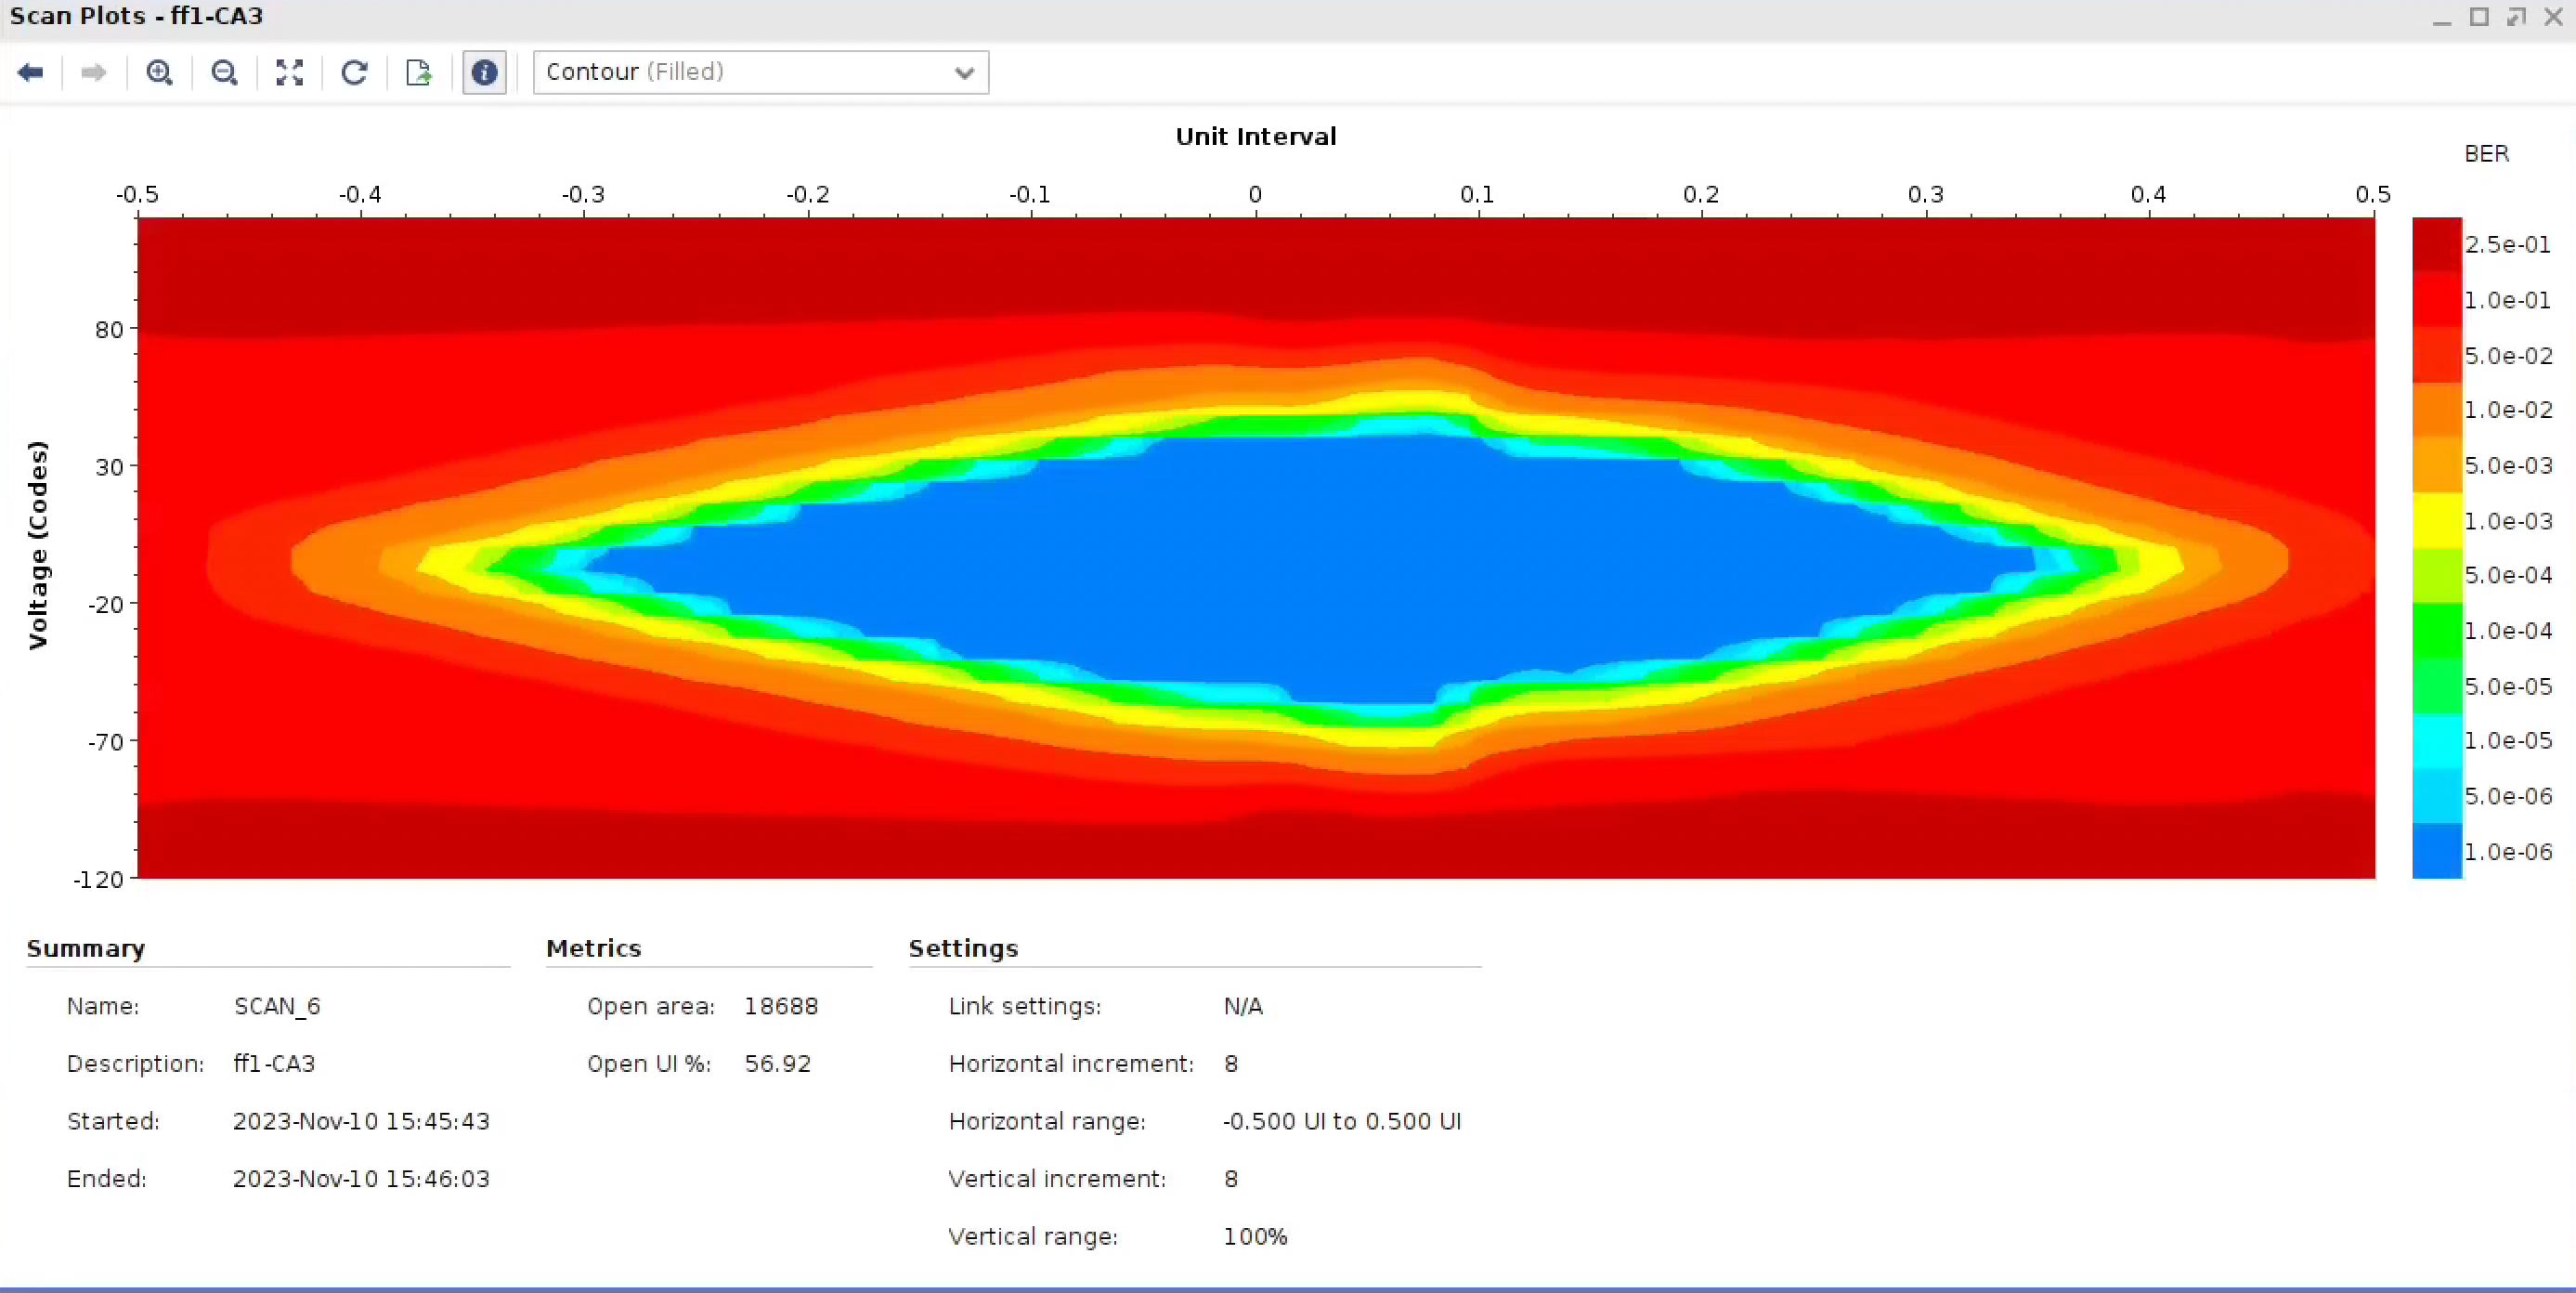 Scan Plots - ff1-CA3
Contour (Filled)
Unit Interval
BER
-0.5 -0.4 -0.3 -0.2 -0.1 0 0.1 0.2 0.3 0.4 0.5
Voltage (Codes)
80
30
-20
-70
-120
2.5e-01
1.0e-01
5.0e-02
1.0e-02
5.0e-03
1.0e-03
5.0e-04
1.0e-04
5.0e-05
1.0e-05
5.0e-06
1.0e-06
Summary
Name: SCAN_6
Description: ff1-CA3
Started: 2023-Nov-10 15:45:43
Ended: 2023-Nov-10 15:46:03
Metrics
Open area: 18688
Open UI %: 56.92
Settings
Link settings: N/A
Horizontal increment: 8
Horizontal range: -0.500 UI to 0.500 UI
Vertical increment: 8
Vertical range: 100%